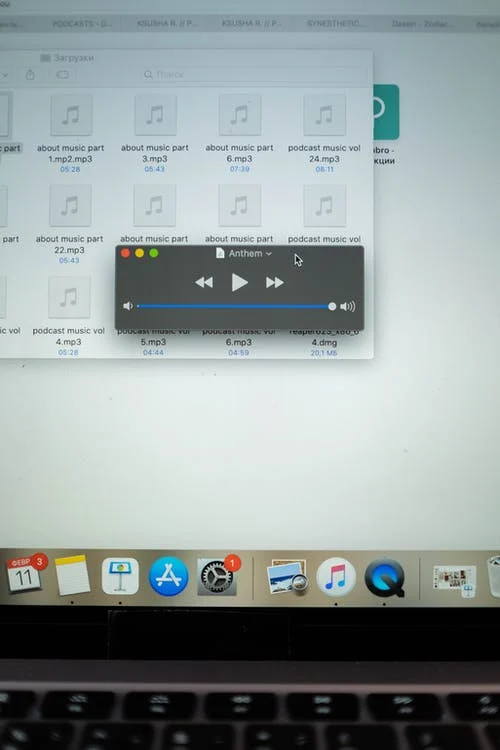 PODCASTS - G...
KSUSHA R. // P...
KSUSHA R. // P...
SYNESTHETIC...
Dasein - Zodiac...
Загрузки
Поиск
part
about music part
1.mp2.mp3
05:28
about music part
3.mp3
05:43
about music part
6.mp3
07:39
podcast music vol
24.mp3
08:11
bro -
кции
part
about music part
22.mp3
05:43
about music part
about music part
podcast music vol
Anthem
vol
podcast music vol
4.mp3
05:28
podcast music vol
5.mp3
04:44
podcast music vol
6.mp3
04:59
4.dmg
20,1 МБ
ФЕВР
11
3
1